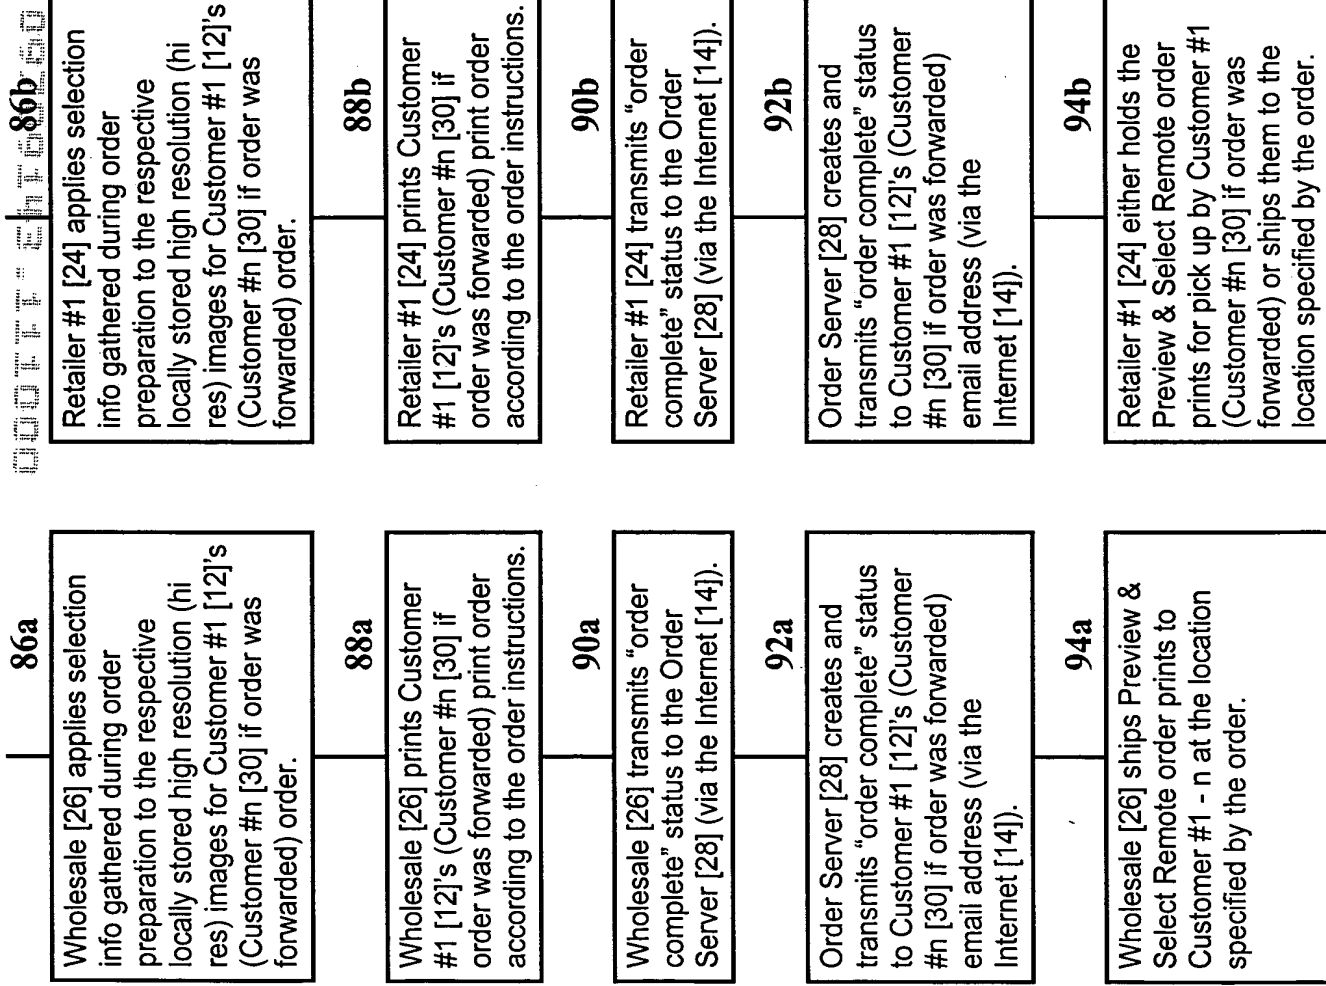 86a
Wholesale [26] applies selection
info gathered during order
preparation to the respective
locally stored high resolution (hi
res) images for Customer #1 [12]'s
(Customer #n [30] if order was
forwarded) order.
88a
Wholesale [26] prints Customer
#1 [12]'s (Customer #n [30] if
order was forwarded) print order
according to the order instructions.
90a
Wholesale [26] transmits “order
complete” status to the Order
Server [28] (via the Internet [14]).
92a
Order Server [28] creates and
transmits “order complete” status
to Customer #1 [12]'s (Customer
#n [30] if order was forwarded)
email address (via the
Internet [14]).
94a
Wholesale [26] ships Preview &
Select Remote order prints to
Customer #1 - n at the location
specified by the order.
86b
Retailer #1 [24] applies selection
info gathered during order
preparation to the respective
locally stored high resolution (hi
res) images for Customer #1 [12]'s
(Customer #n [30] if order was
forwarded) order.
88b
Retailer #1 [24] prints Customer
#1 [12]'s (Customer #n [30] if
order was forwarded) print order
according to the order instructions.
90b
Retailer #1 [24] transmits “order
complete” status to the Order
Server [28] (via the Internet [14]).
92b
Order Server [28] creates and
transmits “order complete” status
to Customer #1 [12]'s (Customer
#n [30] if order was forwarded)
email address (via the
Internet [14]).
94b
Retailer #1 [24] either holds the
Preview & Select Remote order
prints for pick up by Customer #1
(Customer #n [30] if order was
forwarded) or ships them to the
location specified by the order.